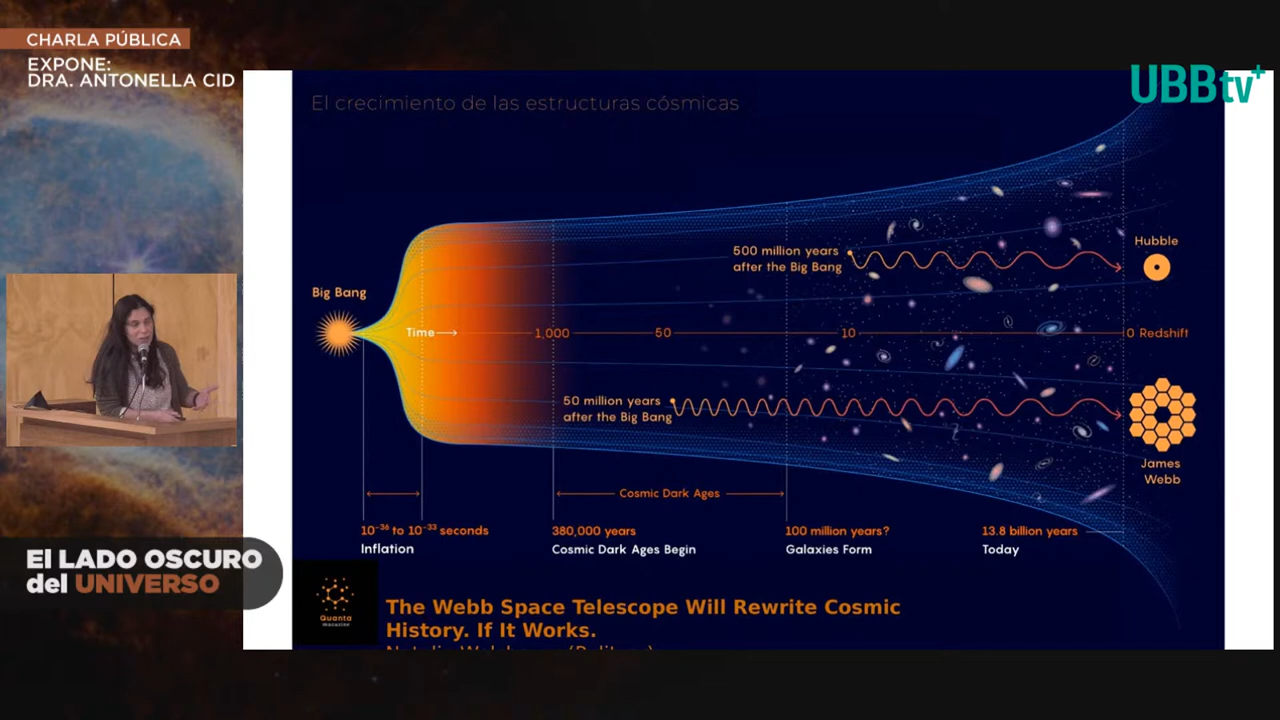 CHARLA PÚBLICA
EXPONE:
DRA. ANTONELLA CID
UBBtv+
El crecimiento de las estructuras cósmicas
500 million years
after the Big Bang
Hubble
Big Bang
Time
1,000
50
10
0 Redshift
50 million years
after the Big Bang
James
Webb
Cosmic Dark Ages
10⁻³⁶ to 10⁻³³ seconds
Inflation
380,000 years
Cosmic Dark Ages Begin
100 million years?
Galaxies Form
13.8 billion years
Today
El LADO OSCURO
del UNIVERSO
Quanta
magazine
The Webb Space Telescope Will Rewrite Cosmic
History. If It Works.